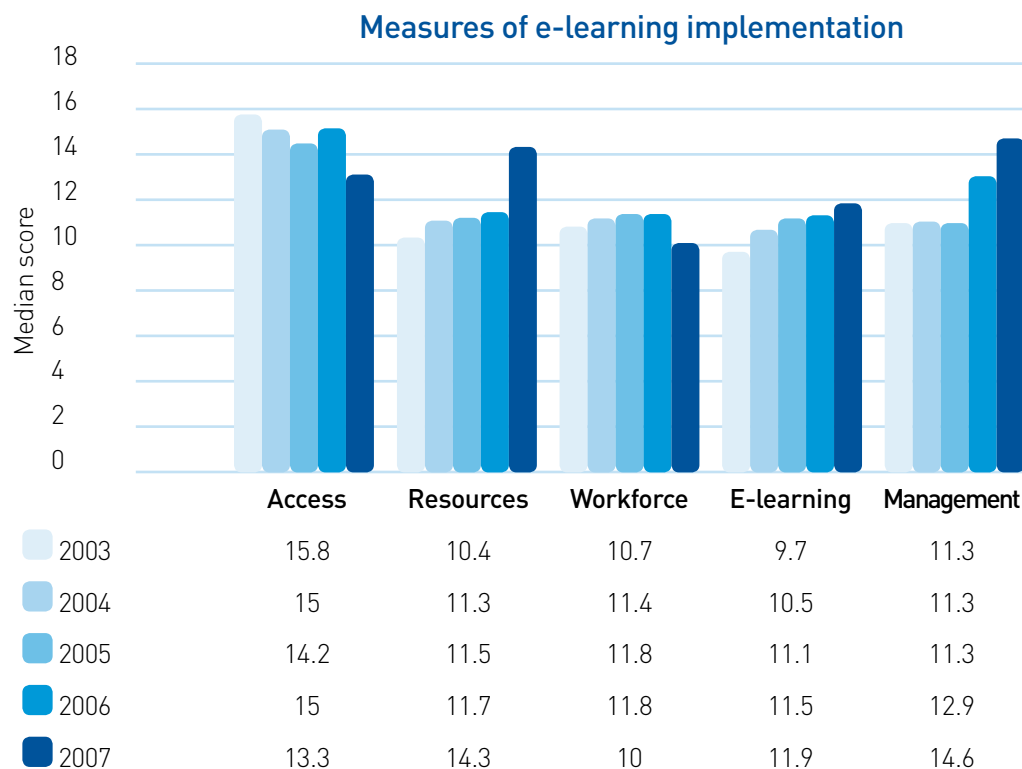 Measures of e-learning implementation
18
16
14
12
10
8
6
4
2
0
Median score
Access Resources Workforce E-learning Management
2003 15.8 10.4 10.7 9.7 11.3
2004 15 11.3 11.4 10.5 11.3
2005 14.2 11.5 11.8 11.1 11.3
2006 15 11.7 11.8 11.5 12.9
2007 13.3 14.3 10 11.9 14.6